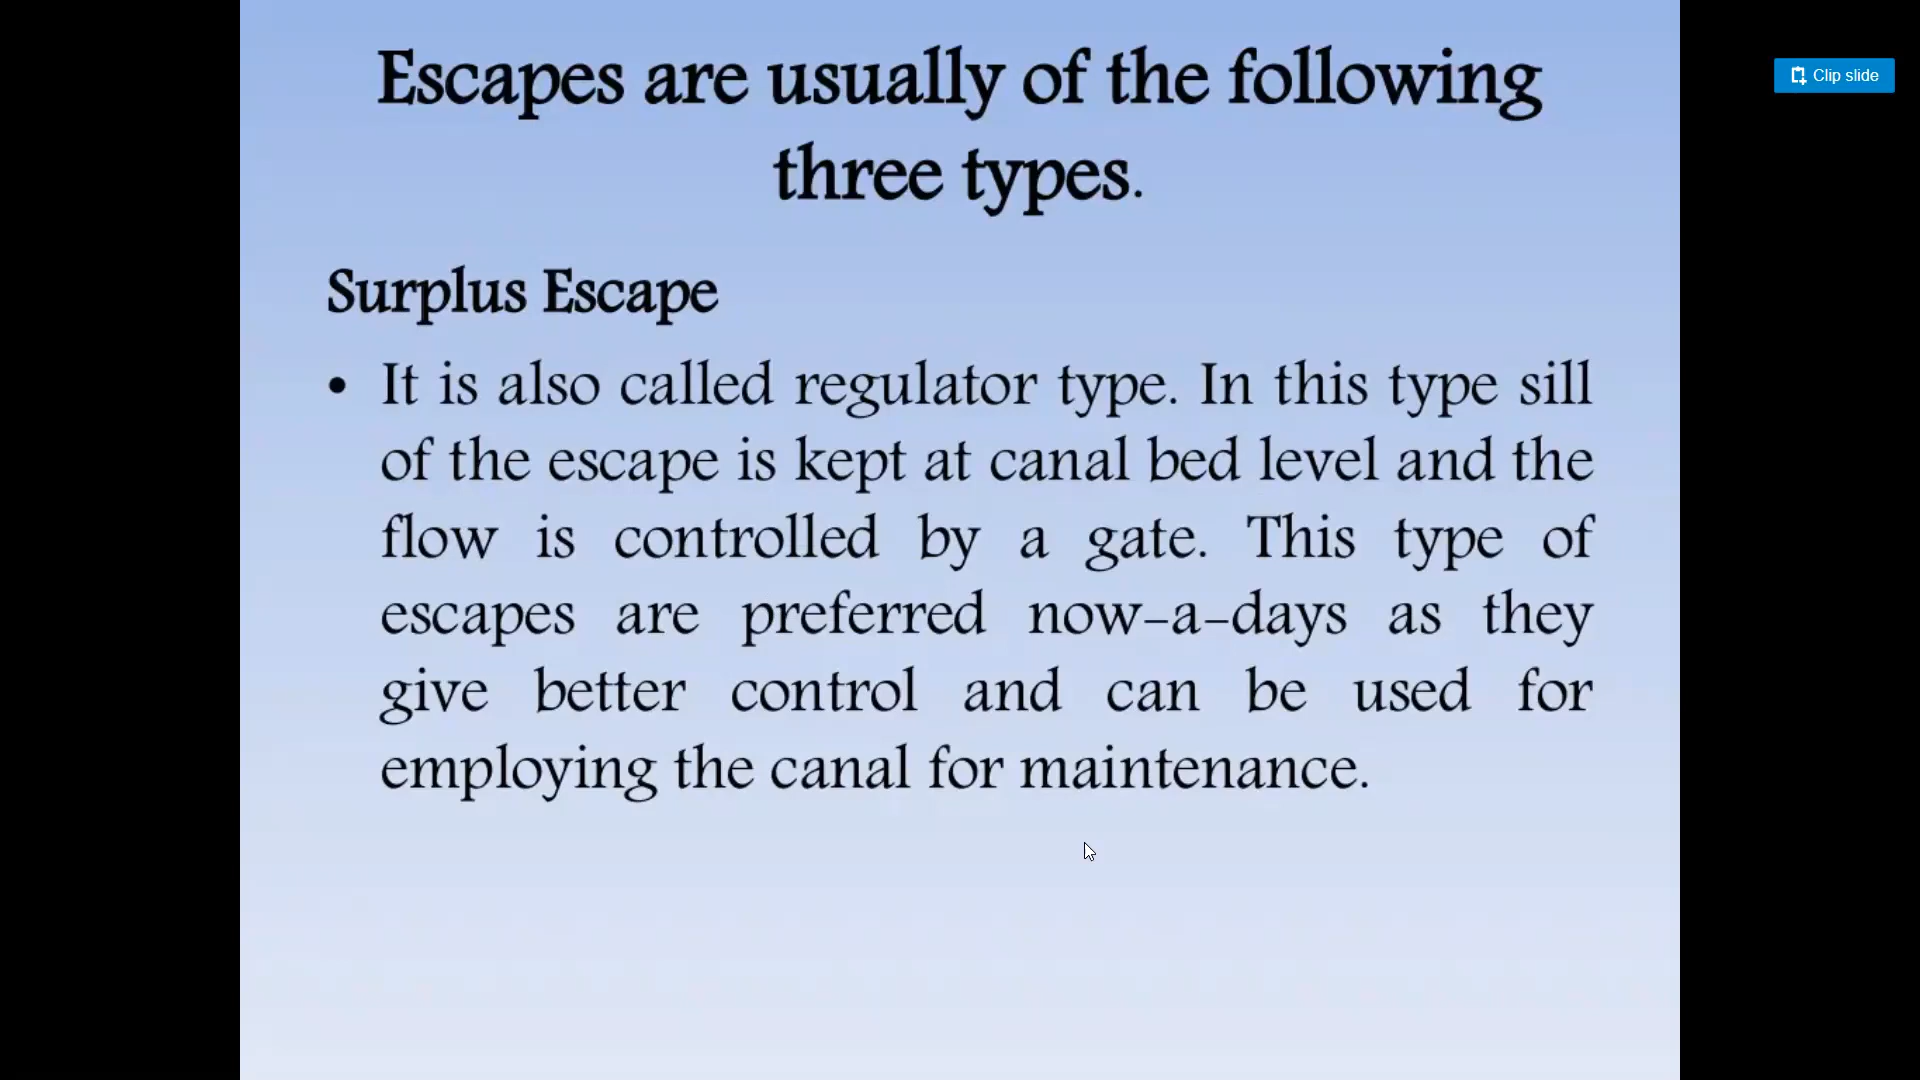 Escapes are usually of the following
three types.
Clip slide
Surplus Escape
• It is also called regulator type. In this type sill
of the escape is kept at canal bed level and the
flow is controlled by a gate. This type of
escapes are preferred now-a-days as they
give better control and can be used for
employing the canal for maintenance.